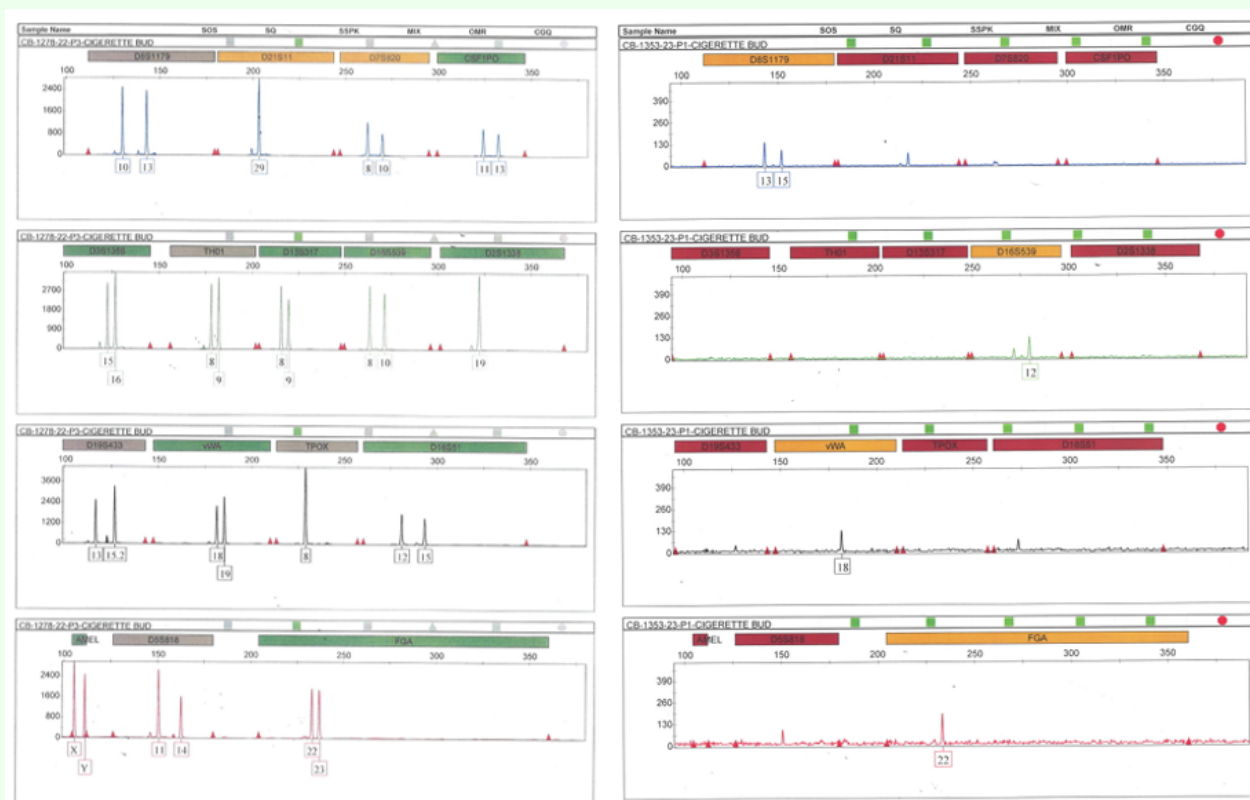 Sample Name SOS SQ SSPK MIX OMR CGQ
CB-1278-22-P3-CIGERETTE BUD
D8S1179 D21S11 D7S820 CSF1PO
100 150 200 250 300 350
2400
1600
800
0
10 13 29 8 10 11 13
CB-1278-22-P3-CIGERETTE BUD
D3S1358 TH01 D13S317 D16S539 D2S1338
100 150 200 250 300 350
2700
1800
900
0
15 8 8 8 10 19
16 9 9
CB-1278-22-P3-CIGERETTE BUD
D19S433 vWA TPOX D18S51
100 150 200 250 300 350
3600
2400
1200
0
13 15.2 18 8 12 15
19
CB-1278-22-P3-CIGERETTE BUD
AMEL D5S818 FGA
100 150 200 250 300 350
2400
1600
800
0
X 11 14 22
Y 23
Sample Name SOS SQ SSPK MIX OMR CGQ
CB-1353-23-P1-CIGERETTE BUD
D8S1179 D21S11 D7S820 CSF1PO
100 150 200 250 300 350
390
260
130
0
13 15
CB-1353-23-P1-CIGERETTE BUD
D3S1358 TH01 D13S317 D16S539 D2S1338
100 150 200 250 300 350
390
260
130
0
12
CB-1353-23-P1-CIGERETTE BUD
D19S433 vWA TPOX D18S51
100 150 200 250 300 350
390
260
130
0
18
CB-1353-23-P1-CIGERETTE BUD
AMEL D5S818 FGA
100 150 200 250 300 350
390
260
130
0
22